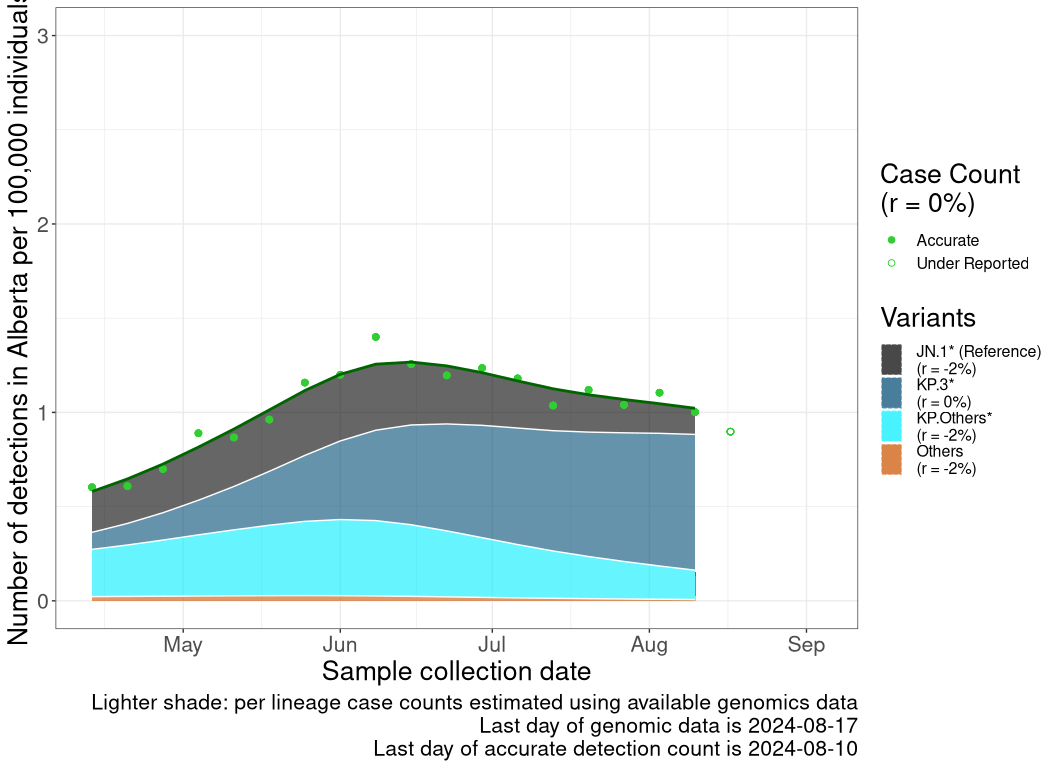 Number of detections in Alberta per 100,000 individuals
3
2
1
0
May Jun Jul Aug Sep
Sample collection date
Lighter shade: per lineage case counts estimated using available genomics data
Last day of genomic data is 2024-08-17
Last day of accurate detection count is 2024-08-10
Case Count
(r = 0%)
Accurate
Under Reported
Variants
JN.1* (Reference)
(r = -2%)
KP.3*
(r = 0%)
KP.Others*
(r = -2%)
Others
(r = -2%)